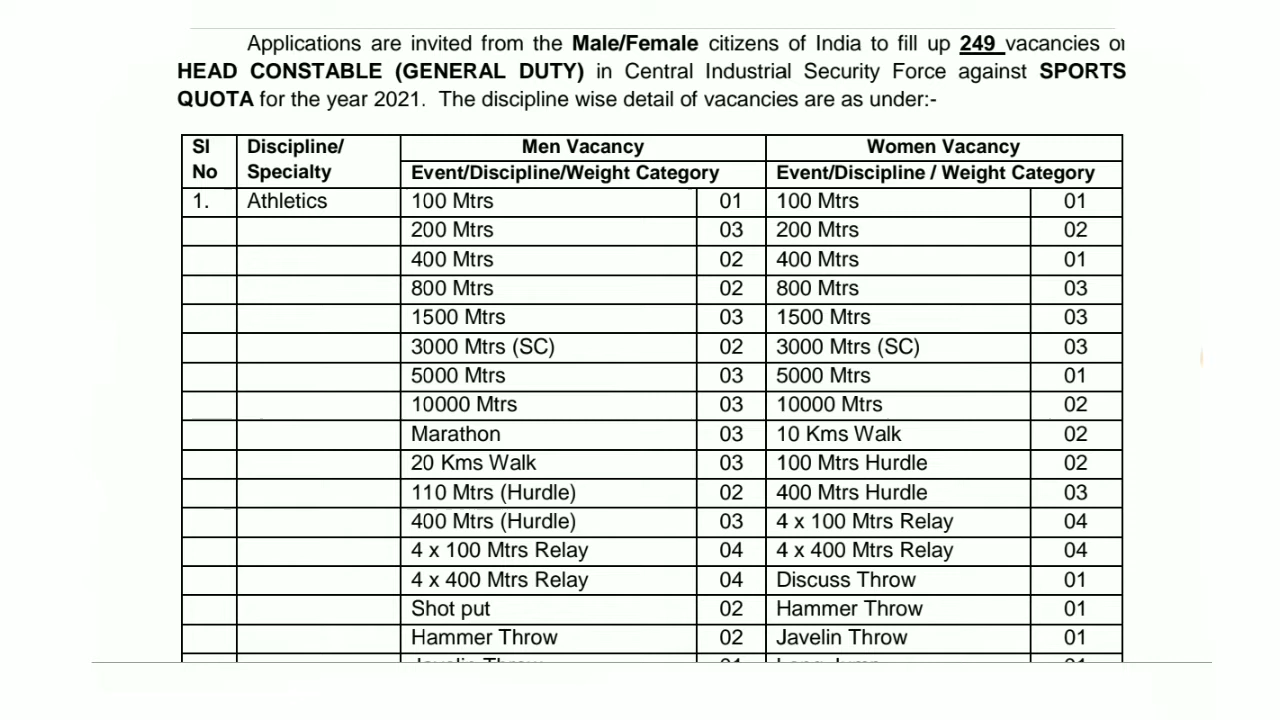 Applications are invited from the Male/Female citizens of India to fill up 249 vacancies
HEAD CONSTABLE (GENERAL DUTY) in Central Industrial Security Force against SPORTS
QUOTA for the year 2021. The discipline wise detail of vacancies are as under:-
Sl No Discipline/ Specialty Men Vacancy Women Vacancy
Event/Discipline/Weight Category Event/Discipline / Weight Category
1. Athletics 100 Mtrs 01 100 Mtrs 01
200 Mtrs 03 200 Mtrs 02
400 Mtrs 02 400 Mtrs 01
800 Mtrs 02 800 Mtrs 03
1500 Mtrs 03 1500 Mtrs 03
3000 Mtrs (SC) 02 3000 Mtrs (SC) 03
5000 Mtrs 03 5000 Mtrs 01
10000 Mtrs 03 10000 Mtrs 02
Marathon 03 10 Kms Walk 02
20 Kms Walk 03 100 Mtrs Hurdle 02
110 Mtrs (Hurdle) 02 400 Mtrs Hurdle 03
400 Mtrs (Hurdle) 03 4 x 100 Mtrs Relay 04
4 x 100 Mtrs Relay 04 4 x 400 Mtrs Relay 04
4 x 400 Mtrs Relay 04 Discuss Throw 01
Shot put 02 Hammer Throw 01
Hammer Throw 02 Javelin Throw 01